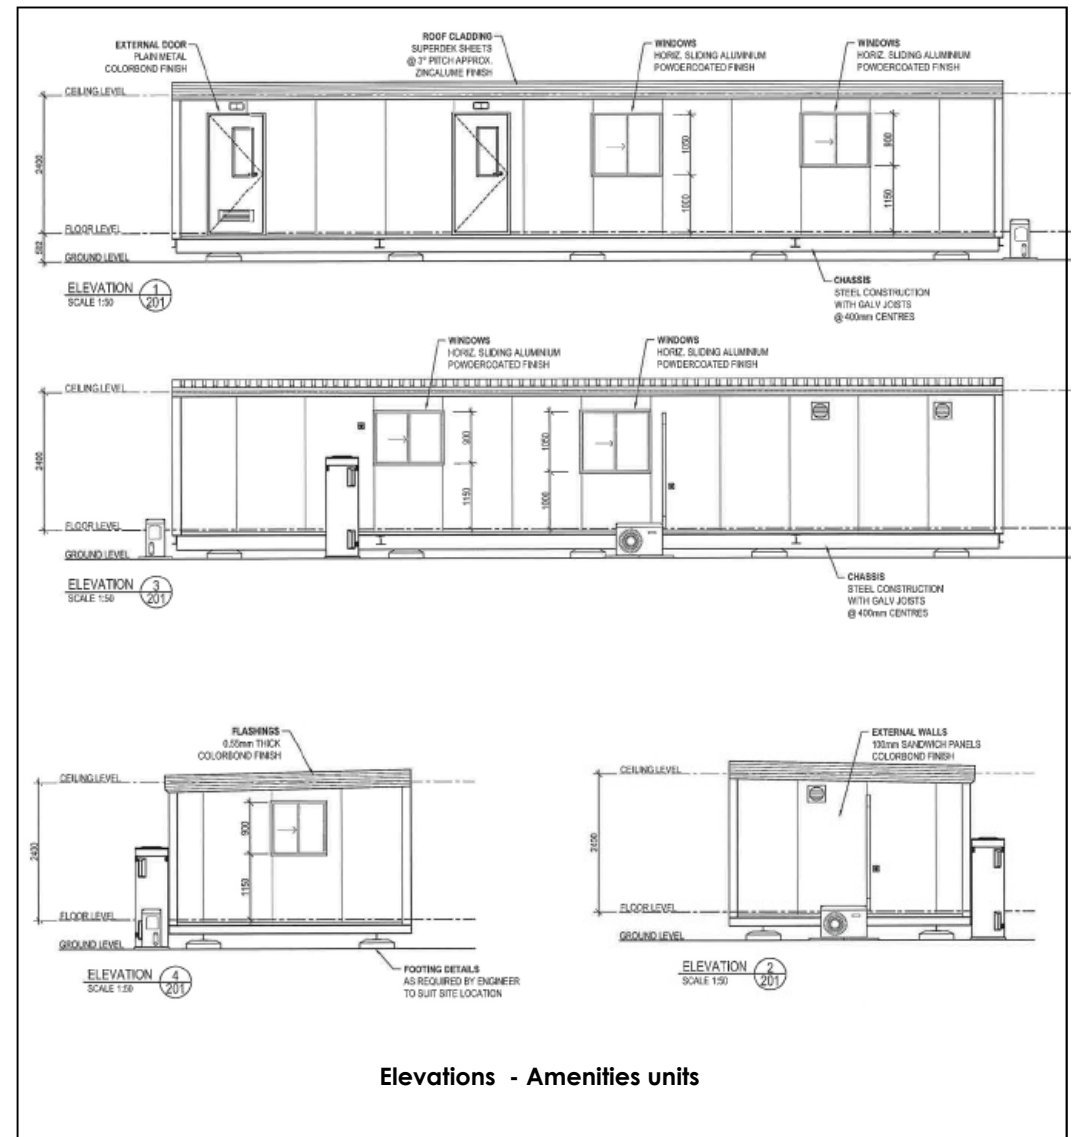 EXTERNAL DOOR
PLAIN METAL
COLORBOND FINISH
ROOF CLADDING
SUPERDEK SHEETS
@ 3° PITCH APPROX.
ZINCALUME FINISH
WINDOWS
HORIZ. SLIDING ALUMINIUM
POWDERCOATED FINISH
WINDOWS
HORIZ. SLIDING ALUMINIUM
POWDERCOATED FINISH
CEILING LEVEL
2400
1050
1000
900
1150
FLOOR LEVEL
GROUND LEVEL
CHASSIS
STEEL CONSTRUCTION
WITH GALV JOISTS
@ 400mm CENTRES
ELEVATION 1
SCALE 1:50 201
WINDOWS
HORIZ. SLIDING ALUMINIUM
POWDERCOATED FINISH
WINDOWS
HORIZ. SLIDING ALUMINIUM
POWDERCOATED FINISH
CEILING LEVEL
2400
900
1150
1050
1000
FLOOR LEVEL
GROUND LEVEL
CHASSIS
STEEL CONSTRUCTION
WITH GALV JOISTS
@ 400mm CENTRES
ELEVATION 3
SCALE 1:50 201
FLASHINGS
0.55mm THICK
COLORBOND FINISH
CEILING LEVEL
2400
900
1150
FLOOR LEVEL
GROUND LEVEL
ELEVATION 4
SCALE 1:50 201
FOOTING DETAILS
AS REQUIRED BY ENGINEER
TO SUIT SITE LOCATION
EXTERNAL WALLS
100mm SANDWICH PANELS
COLORBOND FINISH
CEILING LEVEL
2400
FLOOR LEVEL
GROUND LEVEL
ELEVATION 2
SCALE 1:50 201
Elevations - Amenities units